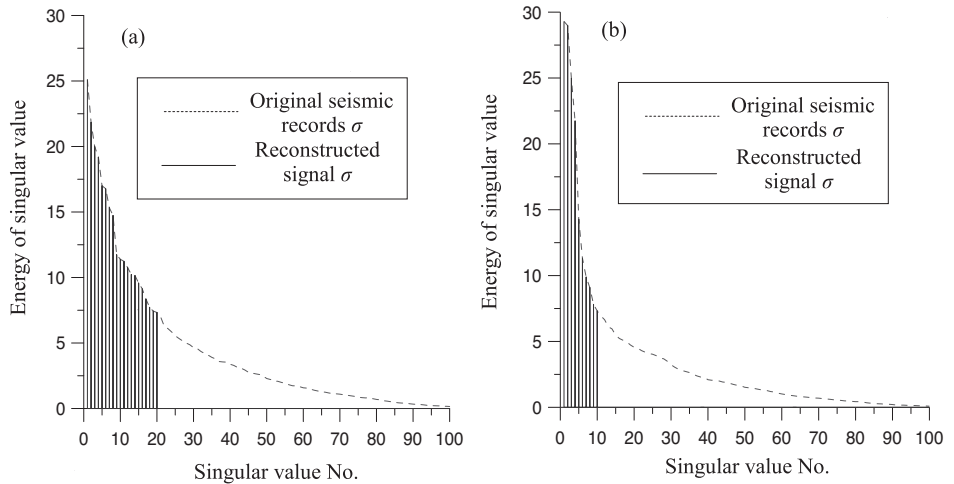 (a)
Energy of singular value
30
25
20
15
10
5
0
Original seismic
records σ
Reconstructed
signal σ
0 10 20 30 40 50 60 70 80 90 100
Singular value No.
(b)
Energy of singular value
30
25
20
15
10
5
0
Original seismic
records σ
Reconstructed
signal σ
0 10 20 30 40 50 60 70 80 90 100
Singular value No.